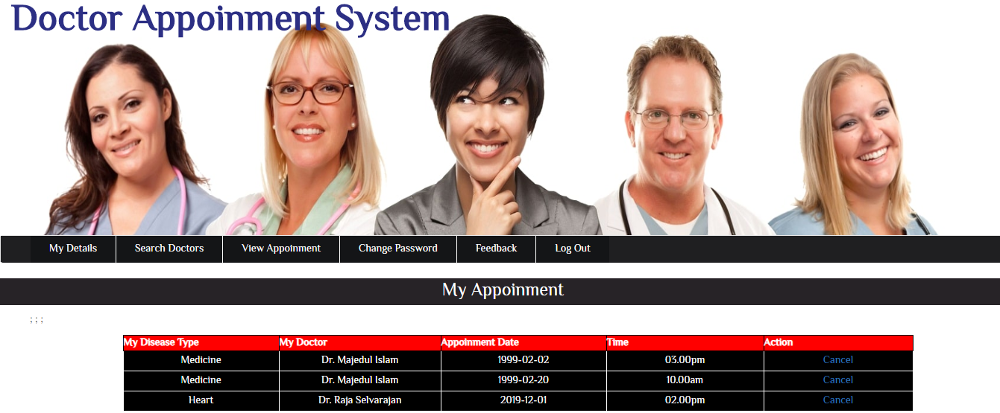 Doctor Appoinment System
My Details Search Doctors View Appoinment Change Password Feedback Log Out
My Appoinment
; ; ;
My Disease Type My Doctor Appoinment Date Time Action
Medicine Dr. Majedul Islam 1999-02-02 03.00pm Cancel
Medicine Dr. Majedul Islam 1999-02-20 10.00am Cancel
Heart Dr. Raja Selvarajan 2019-12-01 02.00pm Cancel